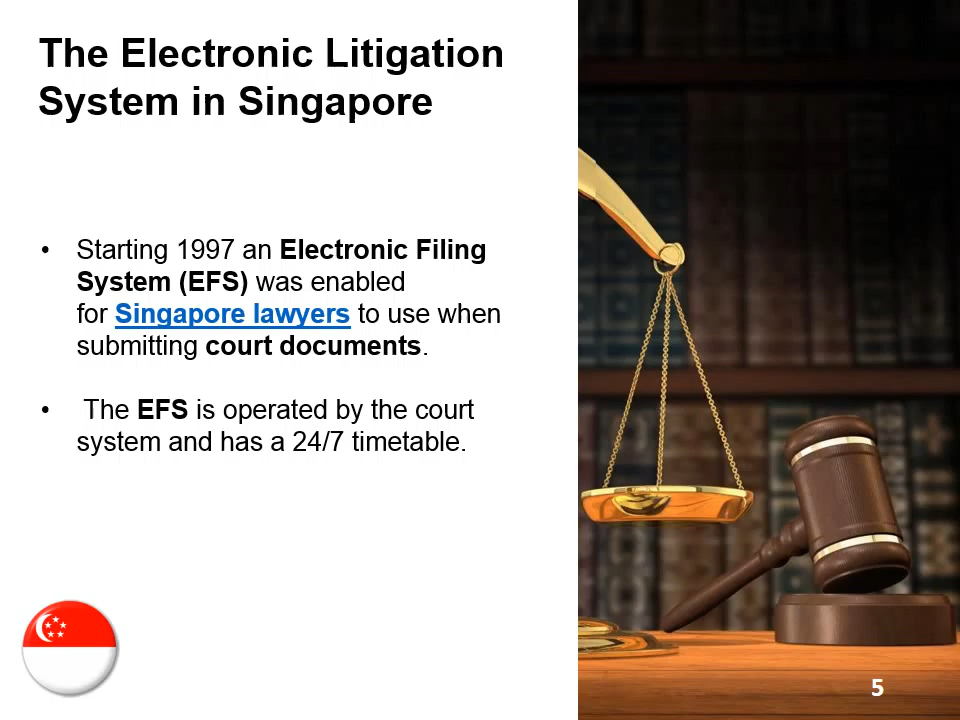 The Electronic Litigation
System in Singapore
• Starting 1997 an Electronic Filing
System (EFS) was enabled
for Singapore lawyers to use when
submitting court documents.
• The EFS is operated by the court
system and has a 24/7 timetable.
5